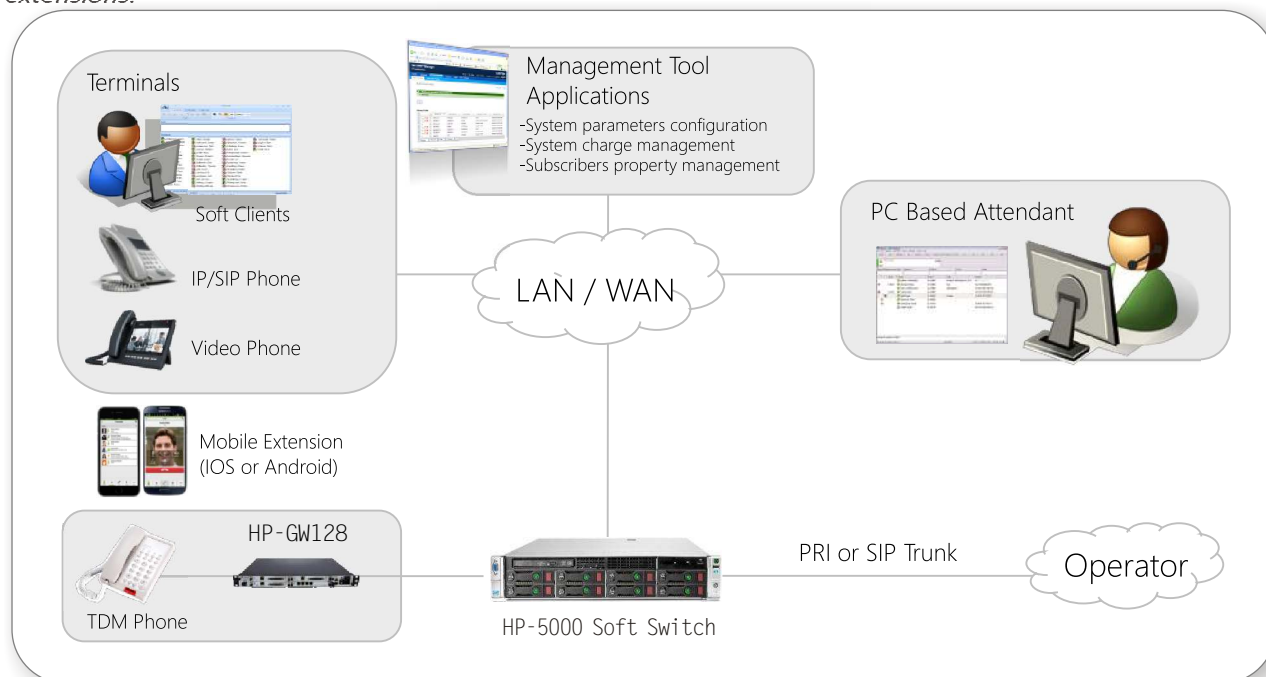 extensions.
Terminals
Soft Clients
IP/SIP Phone
Video Phone
Management Tool
Applications
-System parameters configuration
-System charge management
-Subscribers property management
PC Based Attendant
LAN / WAN
Mobile Extension
(IOS or Android)
HP-GW128
TDM Phone
HP-5000 Soft Switch
PRI or SIP Trunk
Operator